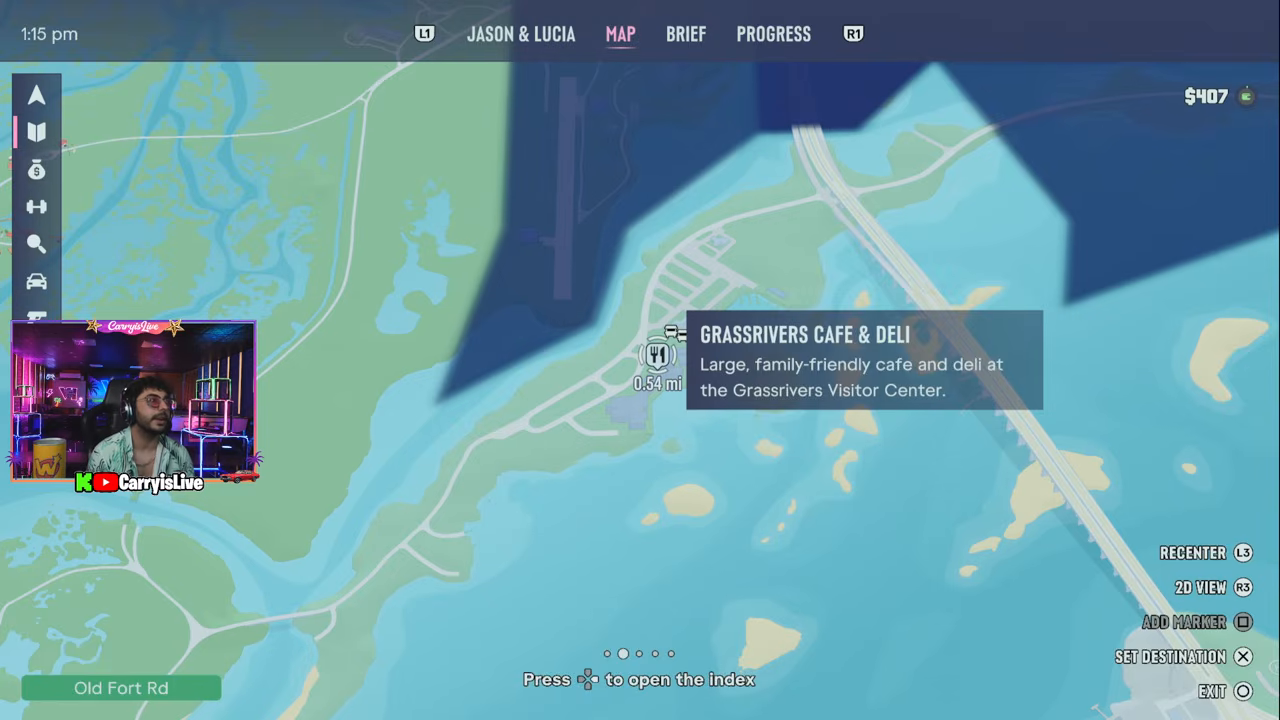 1:15 pm
L1 JASON & LUCIA MAP BRIEF PROGRESS R1
$407
GRASSRIVERS CAFE & DELI
Large, family-friendly cafe and deli at
the Grassrivers Visitor Center.
0.54 mi
CarryisLive
K CarryisLive
RECENTER L3
2D VIEW R3
ADD MARKER
SET DESTINATION
EXIT
Press to open the index
Old Fort Rd